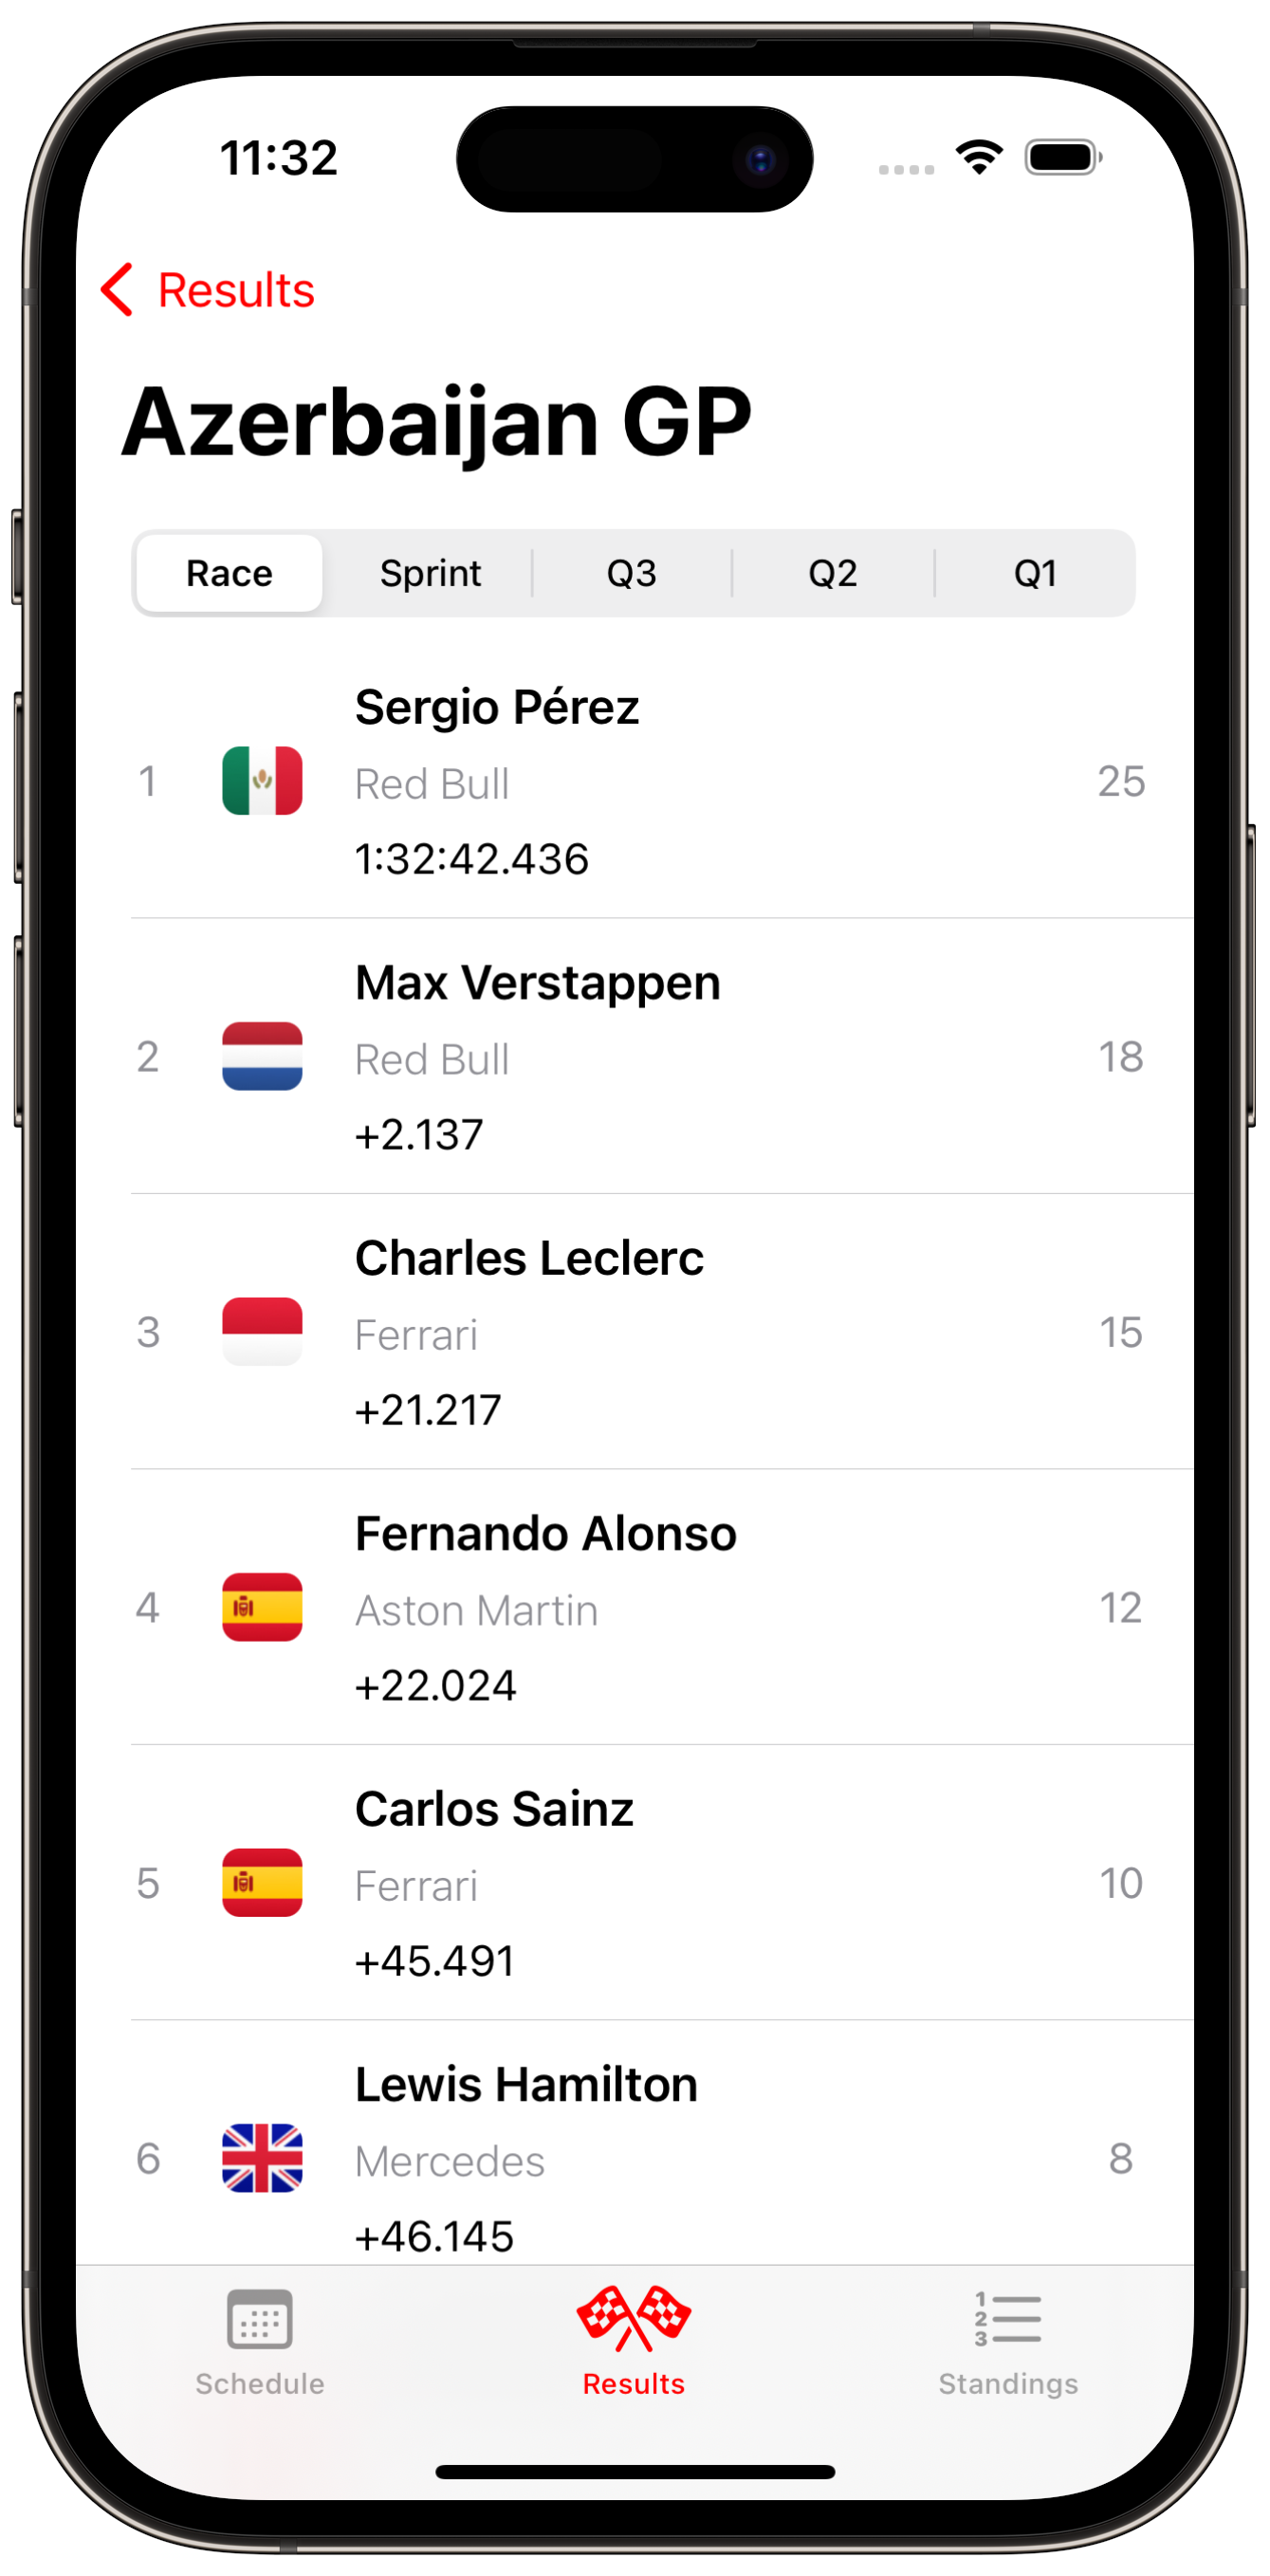 11:32
Results
Azerbaijan GP
Race Sprint Q3 Q2 Q1
Sergio Pérez
1 Red Bull 25
1:32:42.436
Max Verstappen
2 Red Bull 18
+2.137
Charles Leclerc
3 Ferrari 15
+21.217
Fernando Alonso
4 Aston Martin 12
+22.024
Carlos Sainz
5 Ferrari 10
+45.491
Lewis Hamilton
6 Mercedes 8
+46.145
1
2
3
Schedule Results Standings